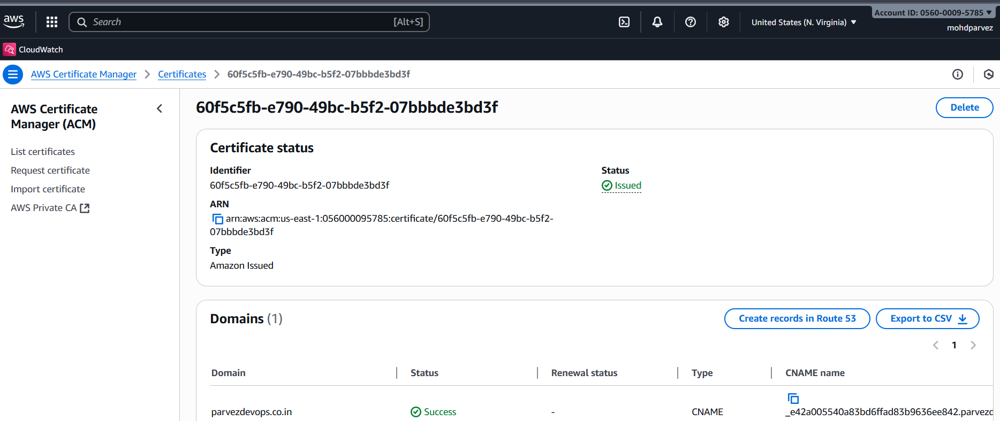 aws
Search
[Alt+S]
United States (N. Virginia)
Account ID: 0560-0009-5785
mohdparvez
CloudWatch
AWS Certificate Manager
Certificates
60f5c5fb-e790-49bc-b5f2-07bbbde3bd3f
AWS Certificate
Manager (ACM)
List certificates
Request certificate
Import certificate
AWS Private CA
60f5c5fb-e790-49bc-b5f2-07bbbde3bd3f
Delete
Certificate status
Identifier
60f5c5fb-e790-49bc-b5f2-07bbbde3bd3f
Status
Issued
ARN
arn:aws:acm:us-east-1:056000095785:certificate/60f5c5fb-e790-49bc-b5f2-
07bbbde3bd3f
Type
Amazon Issued
Domains (1)
Create records in Route 53
Export to CSV
1
Domain
Status
Renewal status
Type
CNAME name
parvezdevops.co.in
Success
-
CNAME
_e42a005540a83bd6ffad83b9636ee842.parvezd